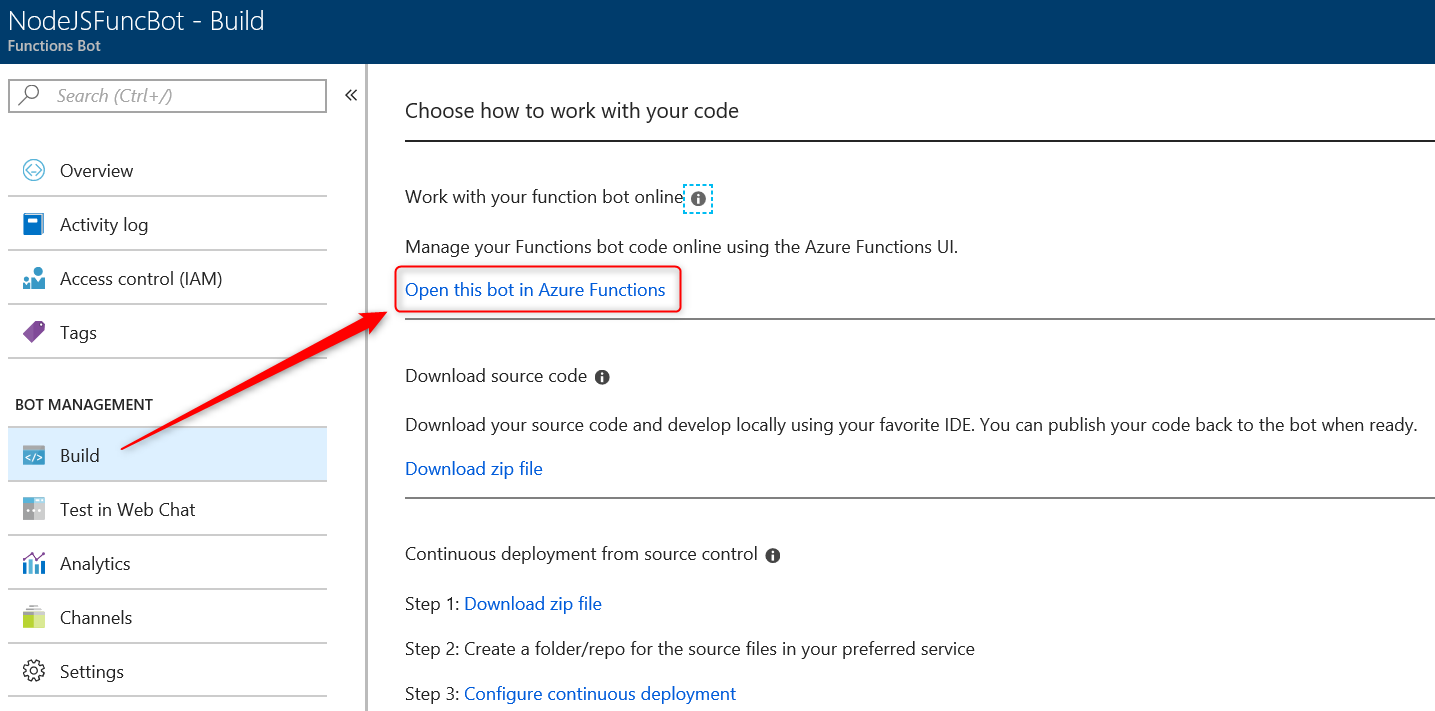 NodeJSFuncBot - Build
Functions Bot
Search (Ctrl+/)
Overview
Activity log
Access control (IAM)
Tags
BOT MANAGEMENT
Build
Test in Web Chat
Analytics
Channels
Settings
Choose how to work with your code
Work with your function bot online
Manage your Functions bot code online using the Azure Functions UI.
Open this bot in Azure Functions
Download source code
Download your source code and develop locally using your favorite IDE. You can publish your code back to the bot when ready.
Download zip file
Continuous deployment from source control
Step 1: Download zip file
Step 2: Create a folder/repo for the source files in your preferred service
Step 3: Configure continuous deployment